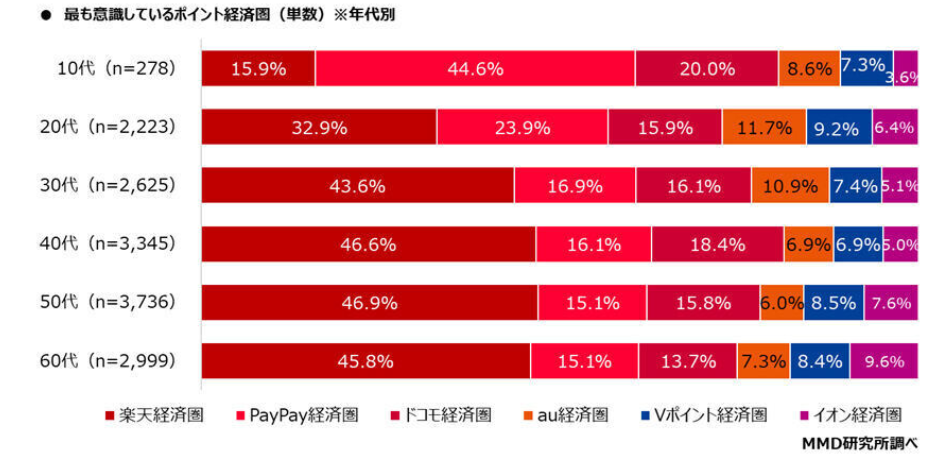 ● 最も意識しているポイント経済圏（単数）※年代別
10代（n=278） 15.9% 44.6% 20.0% 8.6% 7.3% 3.6%
20代（n=2,223） 32.9% 23.9% 15.9% 11.7% 9.2% 6.4%
30代（n=2,625） 43.6% 16.9% 16.1% 10.9% 7.4% 5.1%
40代（n=3,345） 46.6% 16.1% 18.4% 6.9% 6.9% 5.0%
50代（n=3,736） 46.9% 15.1% 15.8% 6.0% 8.5% 7.6%
60代（n=2,999） 45.8% 15.1% 13.7% 7.3% 8.4% 9.6%
■楽天経済圏 ■PayPay経済圏 ■ドコモ経済圏 ■au経済圏 ■Vポイント経済圏 ■イオン経済圏
MMD研究所調べ